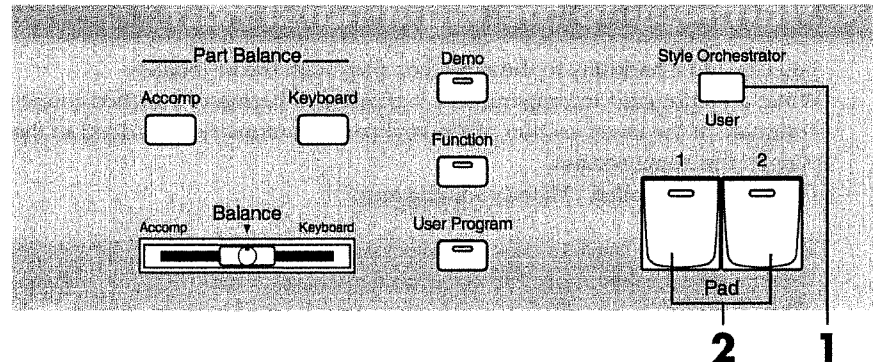 Part Balance
Accomp
Keyboard
Balance
Accomp
Keyboard
Demo
Function
User Program
Style Orchestrator
User
1
2
Pad
2
1